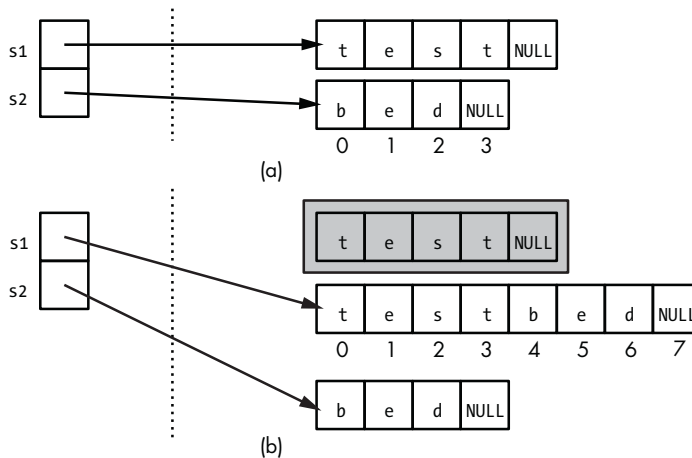 s1 t e s t NULL
s2 b e d NULL
0 1 2 3
(a)
s1 t e s t NULL
s2 t e s t b e d NULL
0 1 2 3 4 5 6 7
b e d NULL
(b)